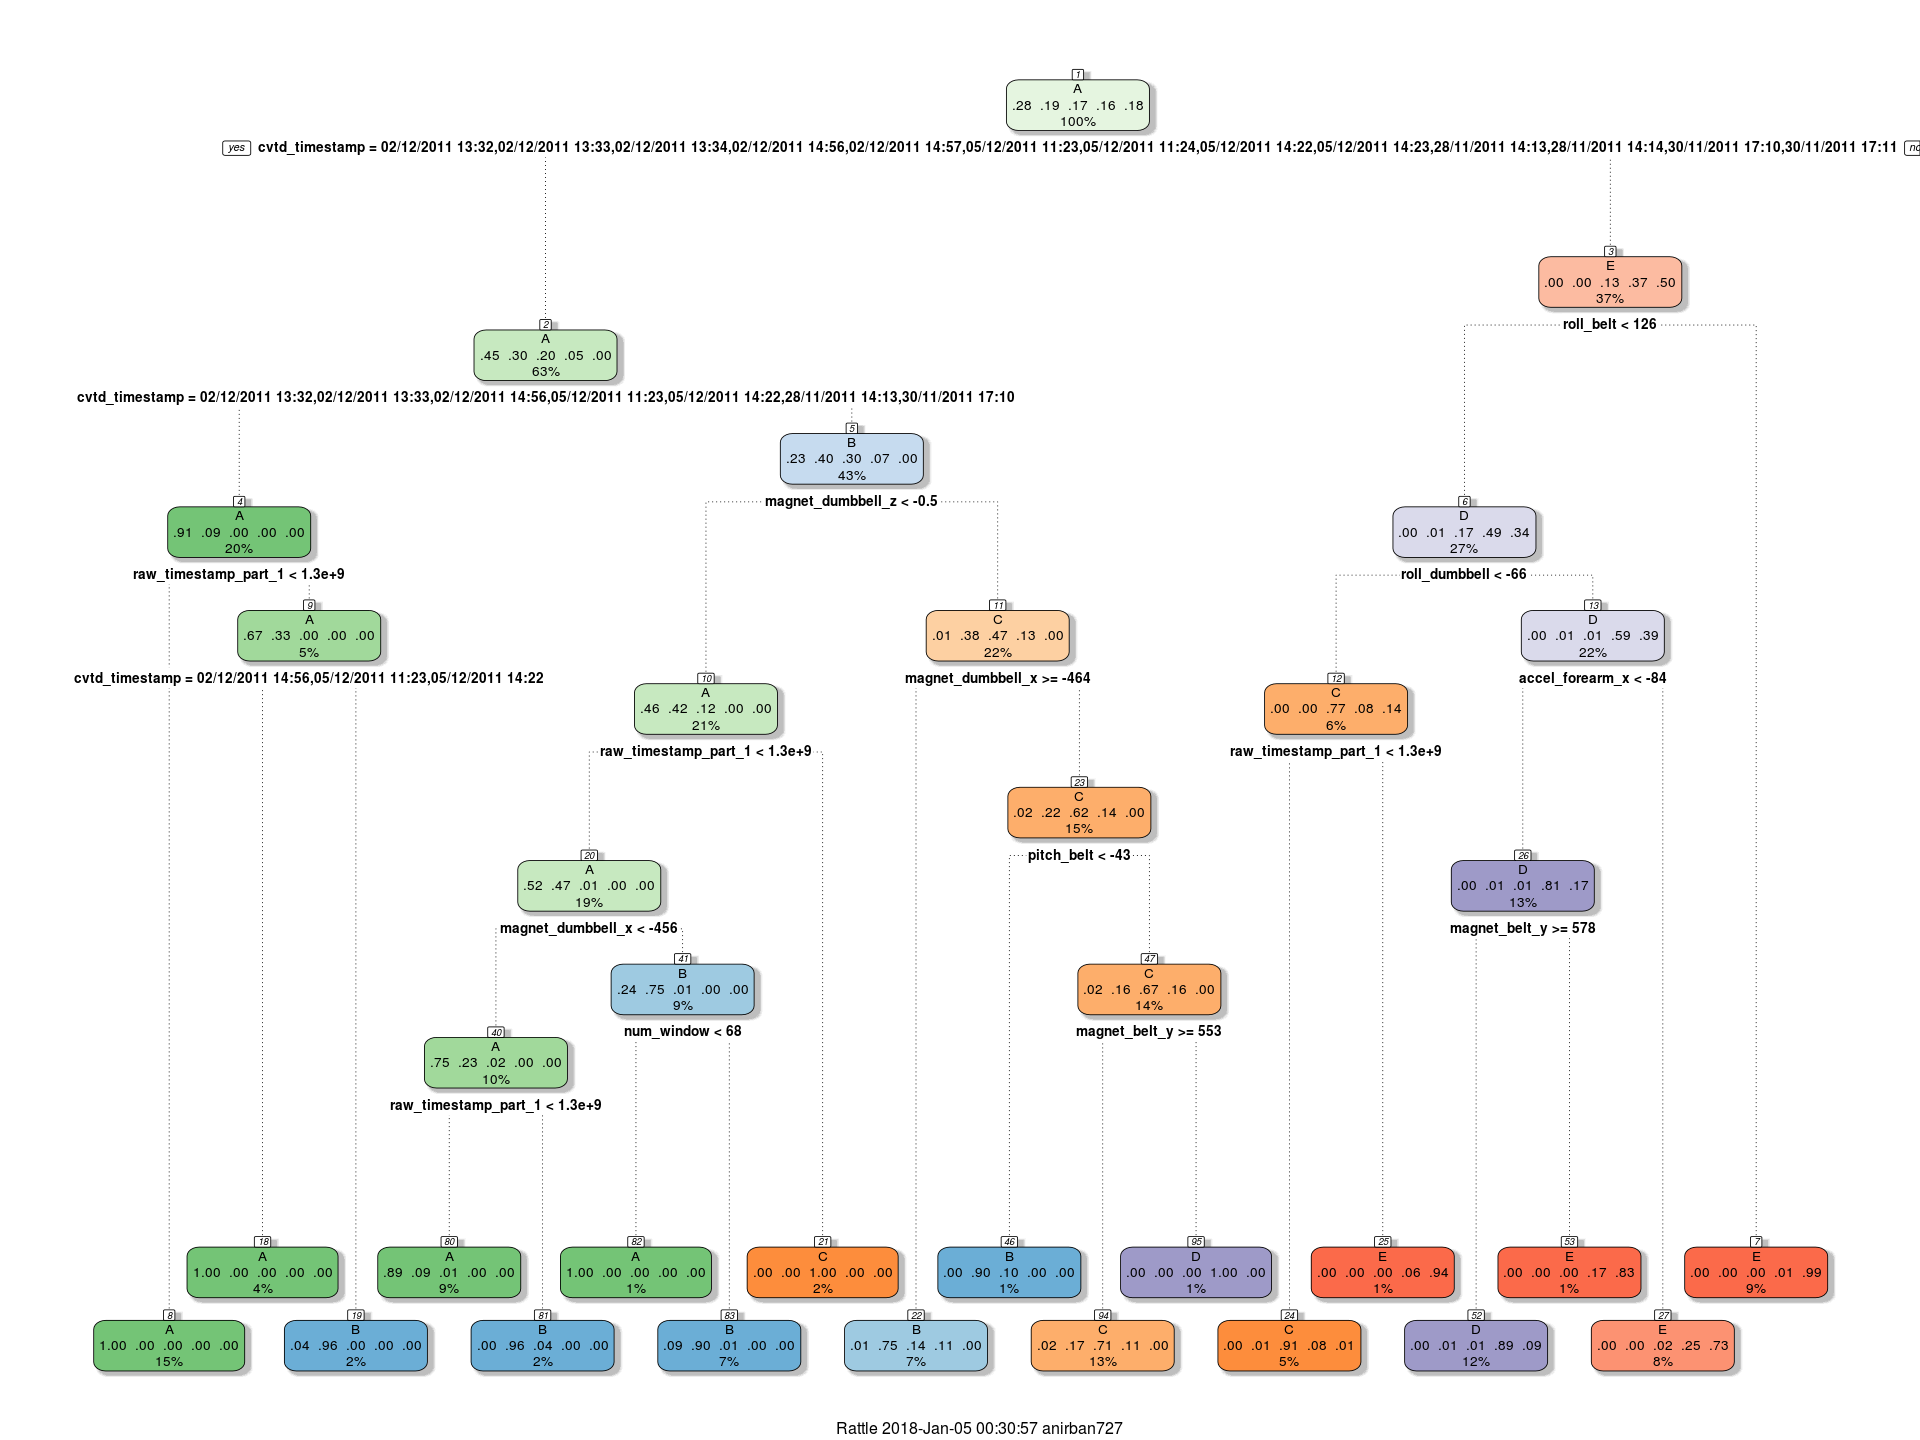 1
A
.28 .19 .17 .16 .18
100%
yes cvtd_timestamp = 02/12/2011 13:32,02/12/2011 13:33,02/12/2011 13:34,02/12/2011 14:56,02/12/2011 14:57,05/12/2011 11:23,05/12/2011 11:24,05/12/2011 14:22,05/12/2011 14:23,28/11/2011 14:13,28/11/2011 14:14,30/11/2011 17:10,30/11/2011 17:11 no
3
E
.00 .00 .13 .37 .50
37%
roll_belt < 126
2
A
.45 .30 .20 .05 .00
63%
cvtd_timestamp = 02/12/2011 13:32,02/12/2011 13:33,02/12/2011 14:56,05/12/2011 11:23,05/12/2011 14:22,28/11/2011 14:13,30/11/2011 17:10
5
B
.23 .40 .30 .07 .00
43%
magnet_dumbbell_z < -0.5
4
A
.91 .09 .00 .00 .00
20%
raw_timestamp_part_1 < 1.3e+9
6
D
.00 .01 .17 .49 .34
27%
roll_dumbbell < -66
9
A
.67 .33 .00 .00 .00
5%
cvtd_timestamp = 02/12/2011 14:56,05/12/2011 11:23,05/12/2011 14:22
11
C
.01 .38 .47 .13 .00
22%
magnet_dumbbell_x >= -464
13
D
.00 .01 .01 .59 .39
22%
accel_forearm_x < -84
10
A
.46 .42 .12 .00 .00
21%
raw_timestamp_part_1 < 1.3e+9
12
C
.00 .00 .77 .08 .14
6%
raw_timestamp_part_1 < 1.3e+9
23
C
.02 .22 .62 .14 .00
15%
pitch_belt < -43
20
A
.52 .47 .01 .00 .00
19%
magnet_dumbbell_x < -456
26
D
.00 .01 .01 .81 .17
13%
magnet_belt_y >= 578
41
B
.24 .75 .01 .00 .00
9%
num_window < 68
47
C
.02 .16 .67 .16 .00
14%
magnet_belt_y >= 553
40
A
.75 .23 .02 .00 .00
10%
raw_timestamp_part_1 < 1.3e+9
18
A
1.00 .00 .00 .00 .00
4%
80
A
.89 .09 .01 .00 .00
9%
82
A
1.00 .00 .00 .00 .00
1%
21
C
.00 .00 1.00 .00 .00
2%
46
B
.00 .90 .10 .00 .00
1%
95
D
.00 .00 .00 1.00 .00
1%
25
E
.00 .00 .00 .06 .94
1%
53
E
.00 .00 .00 .17 .83
1%
7
E
.00 .00 .00 .01 .99
9%
8
A
1.00 .00 .00 .00 .00
15%
19
B
.04 .96 .00 .00 .00
2%
81
B
.00 .96 .04 .00 .00
2%
83
B
.09 .90 .01 .00 .00
7%
22
B
.01 .75 .14 .11 .00
7%
94
C
.02 .17 .71 .11 .00
13%
24
C
.00 .01 .91 .08 .01
5%
52
D
.00 .01 .01 .89 .09
12%
27
E
.00 .00 .02 .25 .73
8%
Rattle 2018-Jan-05 00:30:57 anirban727